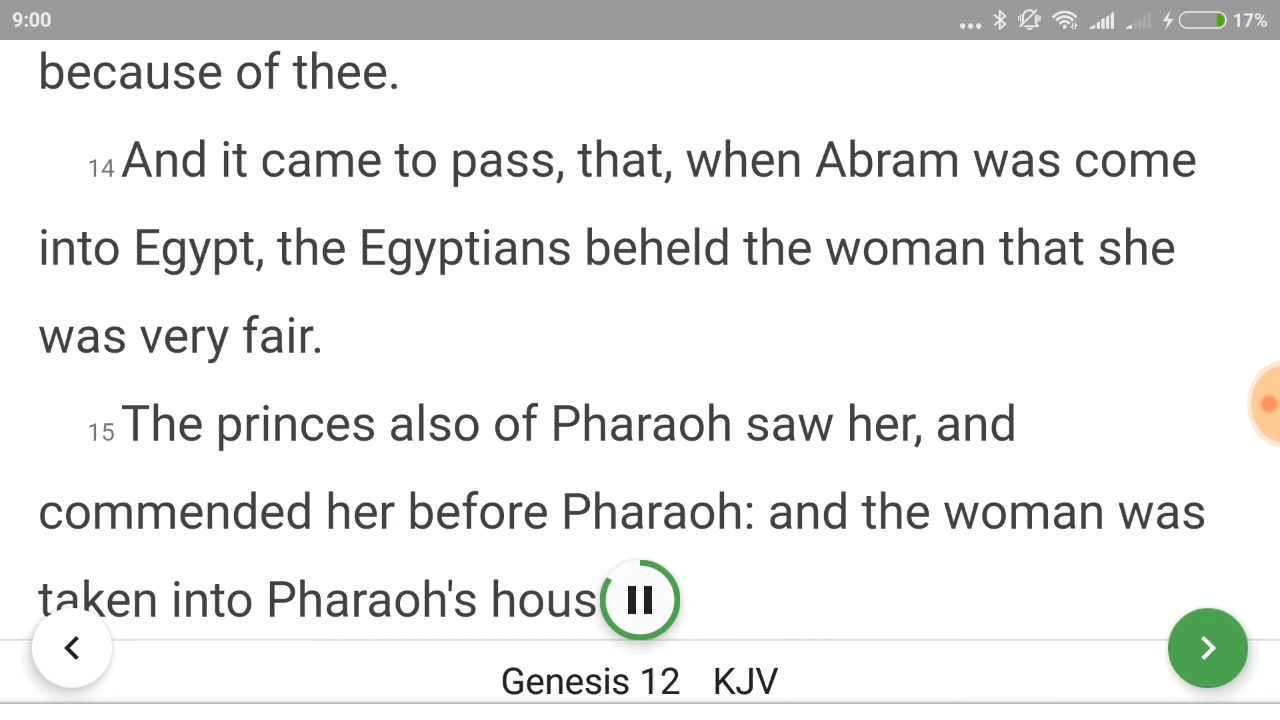 9:00
17%
because of thee.
14 And it came to pass, that, when Abram was come
into Egypt, the Egyptians beheld the woman that she
was very fair.
15 The princes also of Pharaoh saw her, and
commended her before Pharaoh: and the woman was
taken into Pharaoh's hous
Genesis 12 KJV